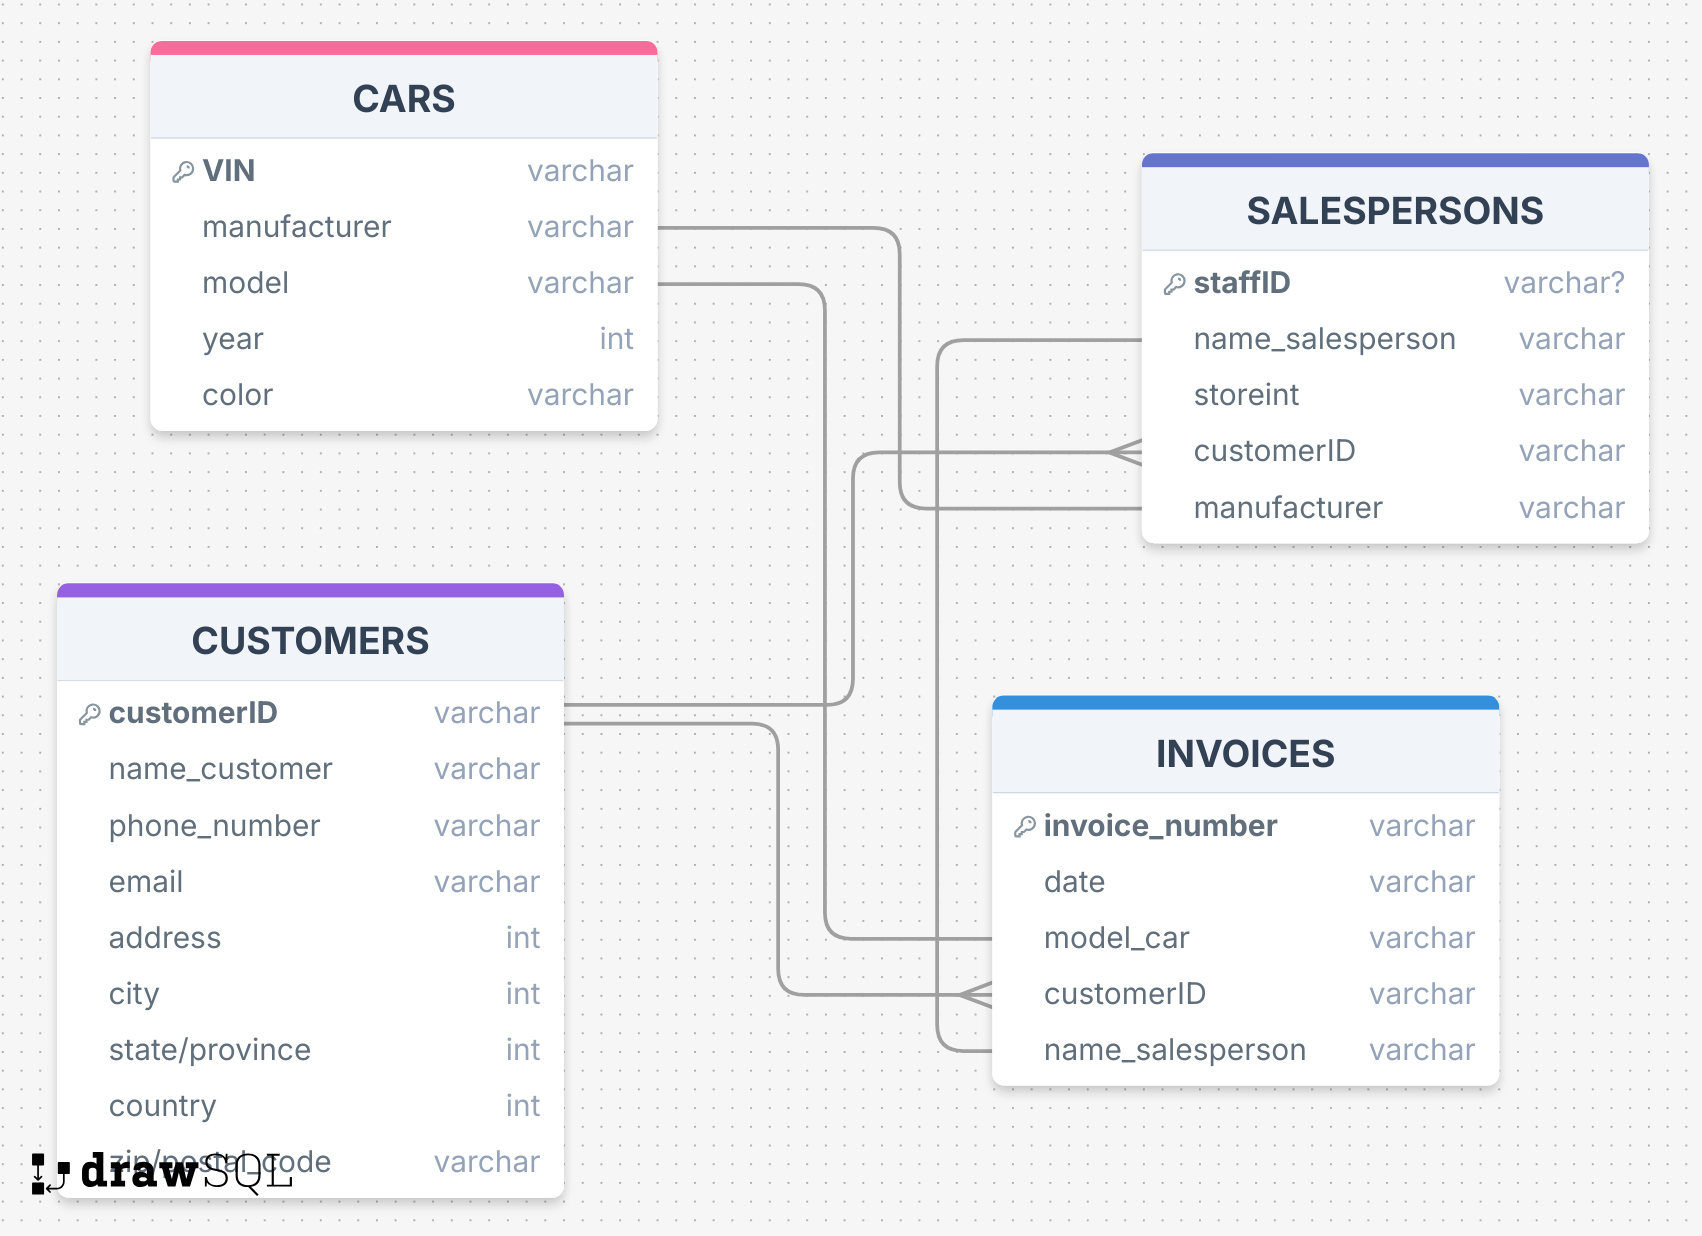 CARS
VIN varchar
manufacturer varchar
model varchar
year int
color varchar
SALESPERSONS
staffID varchar?
name_salesperson varchar
storeint varchar
customerID varchar
manufacturer varchar
CUSTOMERS
customerID varchar
name_customer varchar
phone_number varchar
email varchar
address int
city int
state/province int
country int
zip/postal_code varchar
INVOICES
invoice_number varchar
date varchar
model_car varchar
customerID varchar
name_salesperson varchar
drawSQL